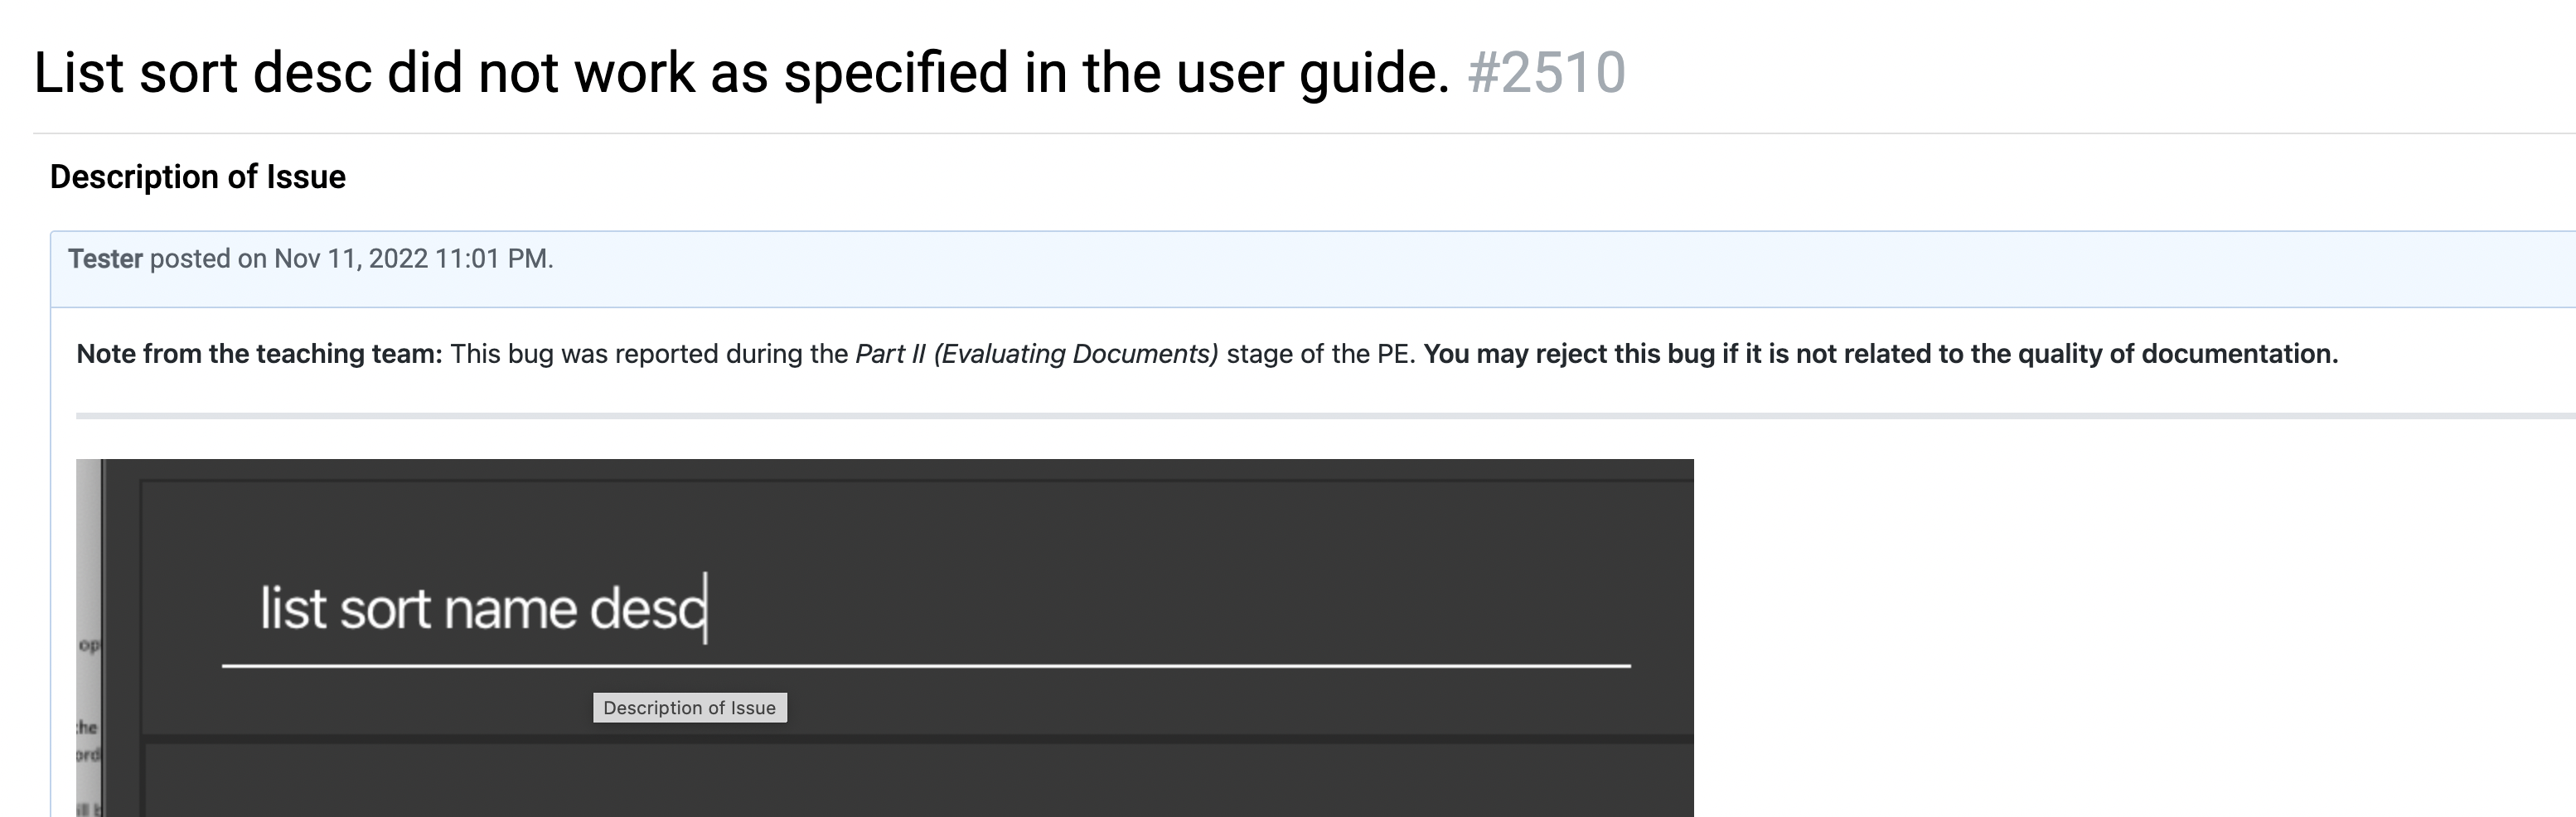 List sort desc did not work as specified in the user guide. #2510
Description of Issue
Tester posted on Nov 11, 2022 11:01 PM.
Note from the teaching team: This bug was reported during the Part II (Evaluating Documents) stage of the PE. You may reject this bug if it is not related to the quality of documentation.
list sort name desc
op
Description of Issue
the
ord